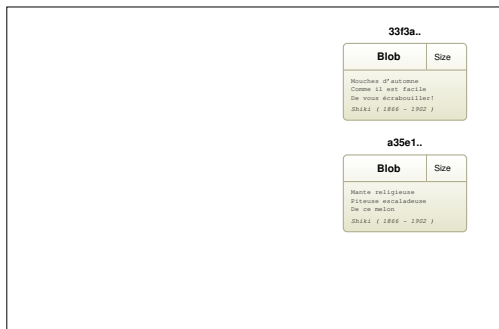 33f3a..
Blob Size
Mouches d'automne
Comme il est facile
De vous écrabouiller!
Shiki ( 1866 - 1902 )
a35e1..
Blob Size
Mante religieuse
Piteuse escaladeuse
De ce melon
Shiki ( 1866 - 1902 )